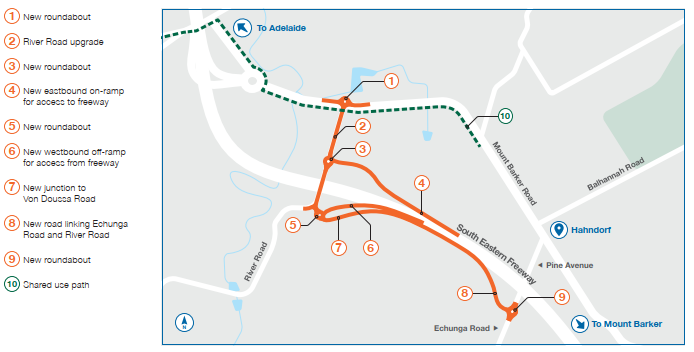 1 New roundabout
2 River Road upgrade
3 New roundabout
4 New eastbound on-ramp
for access to freeway
5 New roundabout
6 New westbound off-ramp
for access from freeway
7 New junction to
Von Doussa Road
8 New road linking Echunga
Road and River Road
9 New roundabout
10 Shared use path
To Adelaide
1
10
2
3
Mount Barker Road
Balhannah Road
4
5
7
6
South Eastern Freeway
Hahndorf
River Road
Pine Avenue
8
9
N
Echunga Road
To Mount Barker